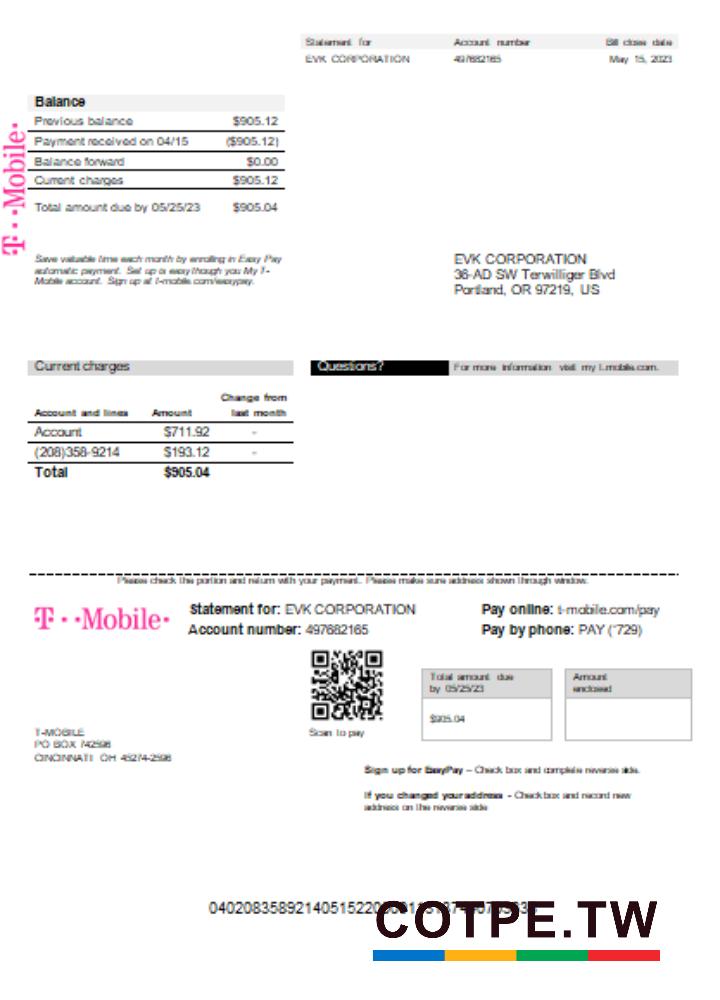 Statement for Account number Bill close date
EVK CORPORATION 497682165 May 15, 2023
Balance
Previous balance $905.12
Payment received on 04/15 ($905.12)
Balance forward $0.00
Current charges $905.12
Total amount due by 05/25/23 $905.04
T··Mobile·
Save valuable time each month by enrolling in Easy Pay
automatic payment. Set up is easy though you My T-
Mobile account. Sign up at t-mobile.com/easypay.
EVK CORPORATION
36-AD SW Terwilliger Blvd
Portland, OR 97219, US
Current charges
Questions? For more information visit my t.mobile.com.
Change from
Account and lines Amount last month
Account $711.92 -
(208)358-9214 $193.12 -
Total $905.04
Please check the portion and return with your payment. Please make sure address shown through window.
T··Mobile·
Statement for: EVK CORPORATION
Account number: 497682165
Pay online: t-mobile.com/pay
Pay by phone: PAY (*729)
Scan to pay
Total amount due
by 05/25/23
$905.04
Amount
enclosed
T-MOBILE
PO BOX 742596
CINCINNATI OH 45274-2596
Sign up for EasyPay – Check box and complete reverse side.
If you changed your address - Check box and record new
address on the reverse side
COTPE.TW